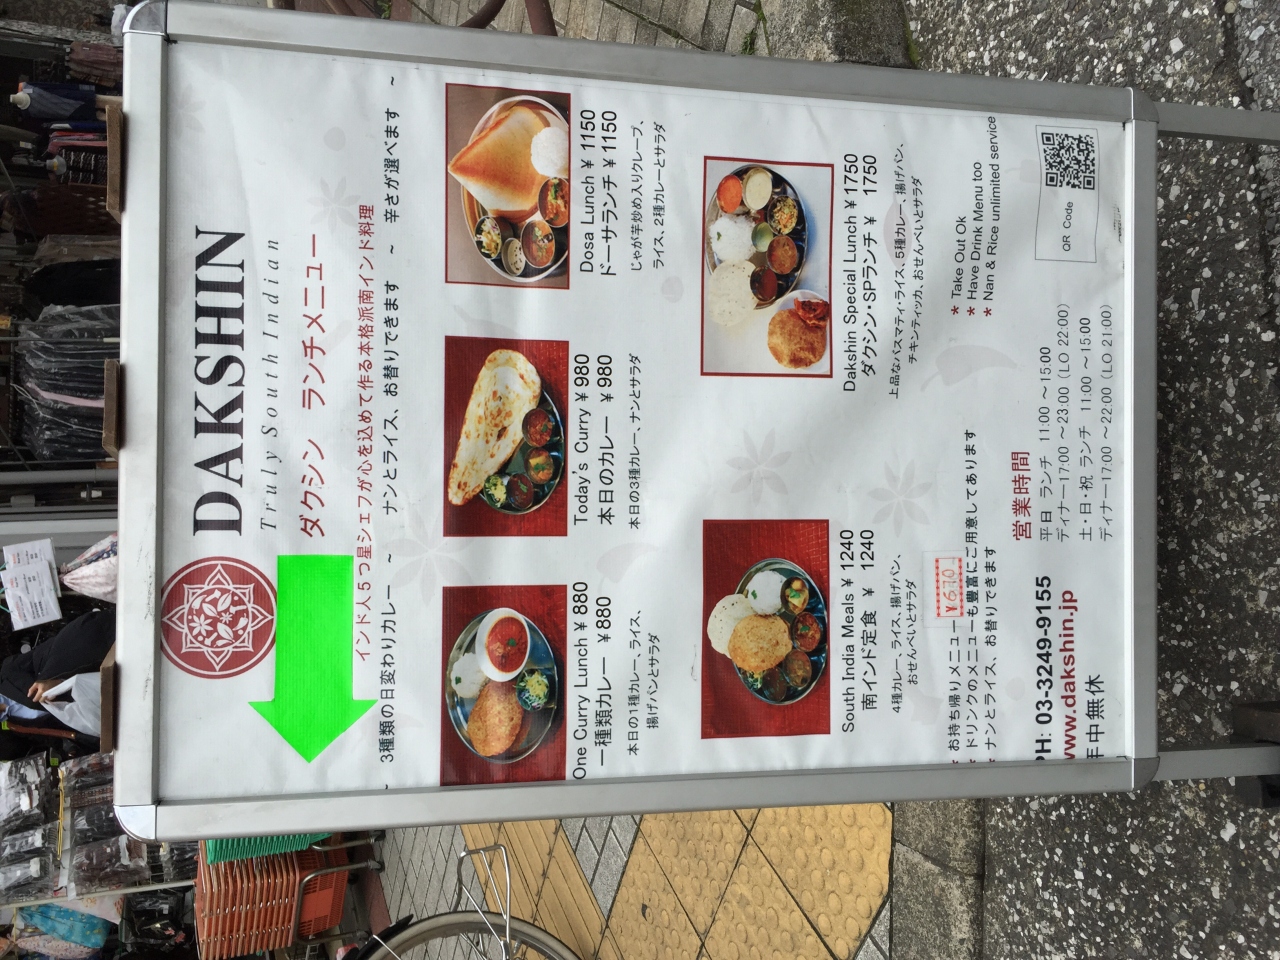 DAKSHIN
Truly South Indian
ダクシン ランチメニュー
インド人5つ星シェフが心を込めて作る本格派南インド料理
3種類の日変わりカレー ~ ナンとライス、お替りできます ~ 辛さが選べます ~
One Curry Lunch ¥ 880
一種類カレー ¥ 880
本日の1種カレー、ライス、
揚げパンとサラダ
Today's Curry ¥ 980
本日のカレー ¥ 980
本日の3種カレー、ナンとサラダ
Dosa Lunch ¥ 1150
ドーサランチ ¥ 1150
じゃが芋炒め入りクレープ、
ライス、2種カレーとサラダ
South India Meals ¥ 1240
南インド定食 ¥ 1240
4種カレー、ライス、揚げパン、
おせんべいとサラダ
Dakshin Special Lunch ¥ 1750
ダクシン・SPランチ ¥ 1750
上品なバスマティ・ライス、5種カレー、揚げパン、
チキンティッカ、おせんべいとサラダ
* お持ち帰りメニュー ¥670
* ドリンクのメニューも豊富にご用意してあります
* ナンとライス、お替りできます
* Take Out Ok
* Have Drink Menu too
* Nan & Rice unlimited service
PH: 03-3249-9155
www.dakshin.jp
年中無休
営業時間
平日 ランチ 11:00 ～15:00
ディナー17:00 ～23:00 (LO 22:00)
土・日・祝 ランチ 11:00 ～15:00
ディナー17:00 ～22:00 (LO 21:00)
QR Code